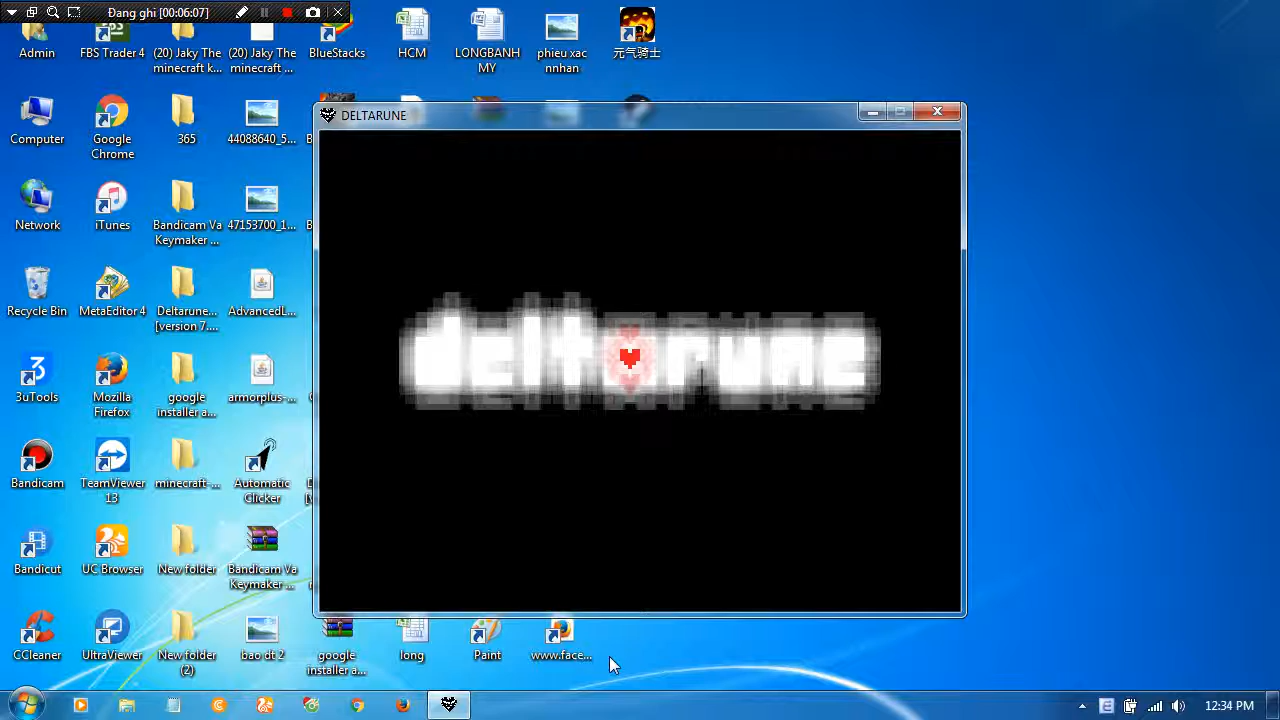 Đang ghi [00:06:07]
Admin
FBS Trader 4
(20) Jaky The
minecraft k...
(20) Jaky The
minecraft ...
BlueStacks
HCM
LONGBANH
MY
phieu xac
nnhan
元气骑士
DELTARUNE
Computer
Google
Chrome
365
44088640_5...
Network
iTunes
Bandicam Va
Keymaker ...
47153700_1...
Recycle Bin
MetaEditor 4
Deltarune...
[version 7....
AdvancedL...
deltarune
3uTools
Mozilla
Firefox
google
installer a...
armorplus-...
Bandicam
TeamViewer
13
minecraft-...
Automatic
Clicker
Bandicut
UC Browser
New folder
Bandicam Va
Keymaker ...
CCleaner
UltraViewer
New folder
(2)
bao dt 2
google
installer a...
long
Paint
www.face...
12:34 PM